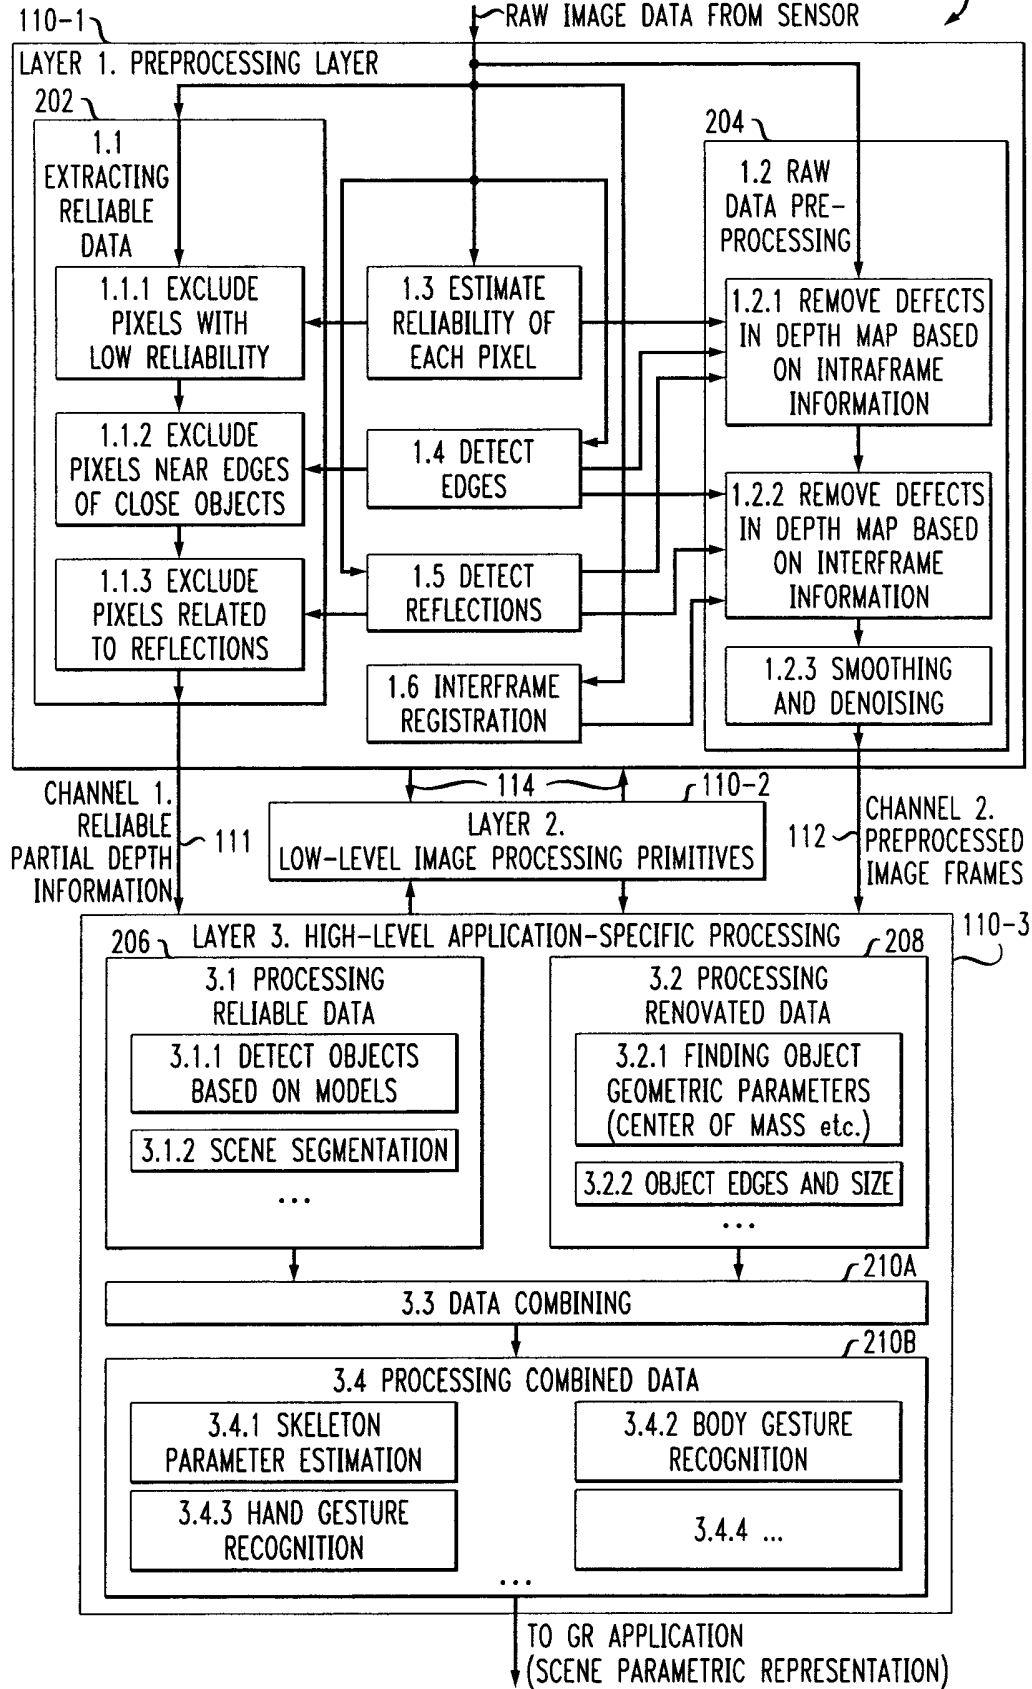 RAW IMAGE DATA FROM SENSOR
110-1
LAYER 1. PREPROCESSING LAYER
202
1.1
EXTRACTING
RELIABLE
DATA
1.1.1 EXCLUDE
PIXELS WITH
LOW RELIABILITY
1.1.2 EXCLUDE
PIXELS NEAR EDGES
OF CLOSE OBJECTS
1.1.3 EXCLUDE
PIXELS RELATED
TO REFLECTIONS
1.3 ESTIMATE
RELIABILITY OF
EACH PIXEL
1.4 DETECT
EDGES
1.5 DETECT
REFLECTIONS
1.6 INTERFRAME
REGISTRATION
204
1.2 RAW
DATA PRE-
PROCESSING
1.2.1 REMOVE DEFECTS
IN DEPTH MAP BASED
ON INTRAFRAME
INFORMATION
1.2.2 REMOVE DEFECTS
IN DEPTH MAP BASED
ON INTERFRAME
INFORMATION
1.2.3 SMOOTHING
AND DENOISING
CHANNEL 1.
RELIABLE
PARTIAL DEPTH
INFORMATION
111
114
110-2
LAYER 2.
LOW-LEVEL IMAGE PROCESSING PRIMITIVES
112
CHANNEL 2.
PREPROCESSED
IMAGE FRAMES
110-3
LAYER 3. HIGH-LEVEL APPLICATION-SPECIFIC PROCESSING
206
3.1 PROCESSING
RELIABLE DATA
3.1.1 DETECT OBJECTS
BASED ON MODELS
3.1.2 SCENE SEGMENTATION
...
208
3.2 PROCESSING
RENOVATED DATA
3.2.1 FINDING OBJECT
GEOMETRIC PARAMETERS
(CENTER OF MASS etc.)
3.2.2 OBJECT EDGES AND SIZE
...
210A
3.3 DATA COMBINING
210B
3.4 PROCESSING COMBINED DATA
3.4.1 SKELETON
PARAMETER ESTIMATION
3.4.2 BODY GESTURE
RECOGNITION
3.4.3 HAND GESTURE
RECOGNITION
3.4.4 ...
...
TO GR APPLICATION
(SCENE PARAMETRIC REPRESENTATION)